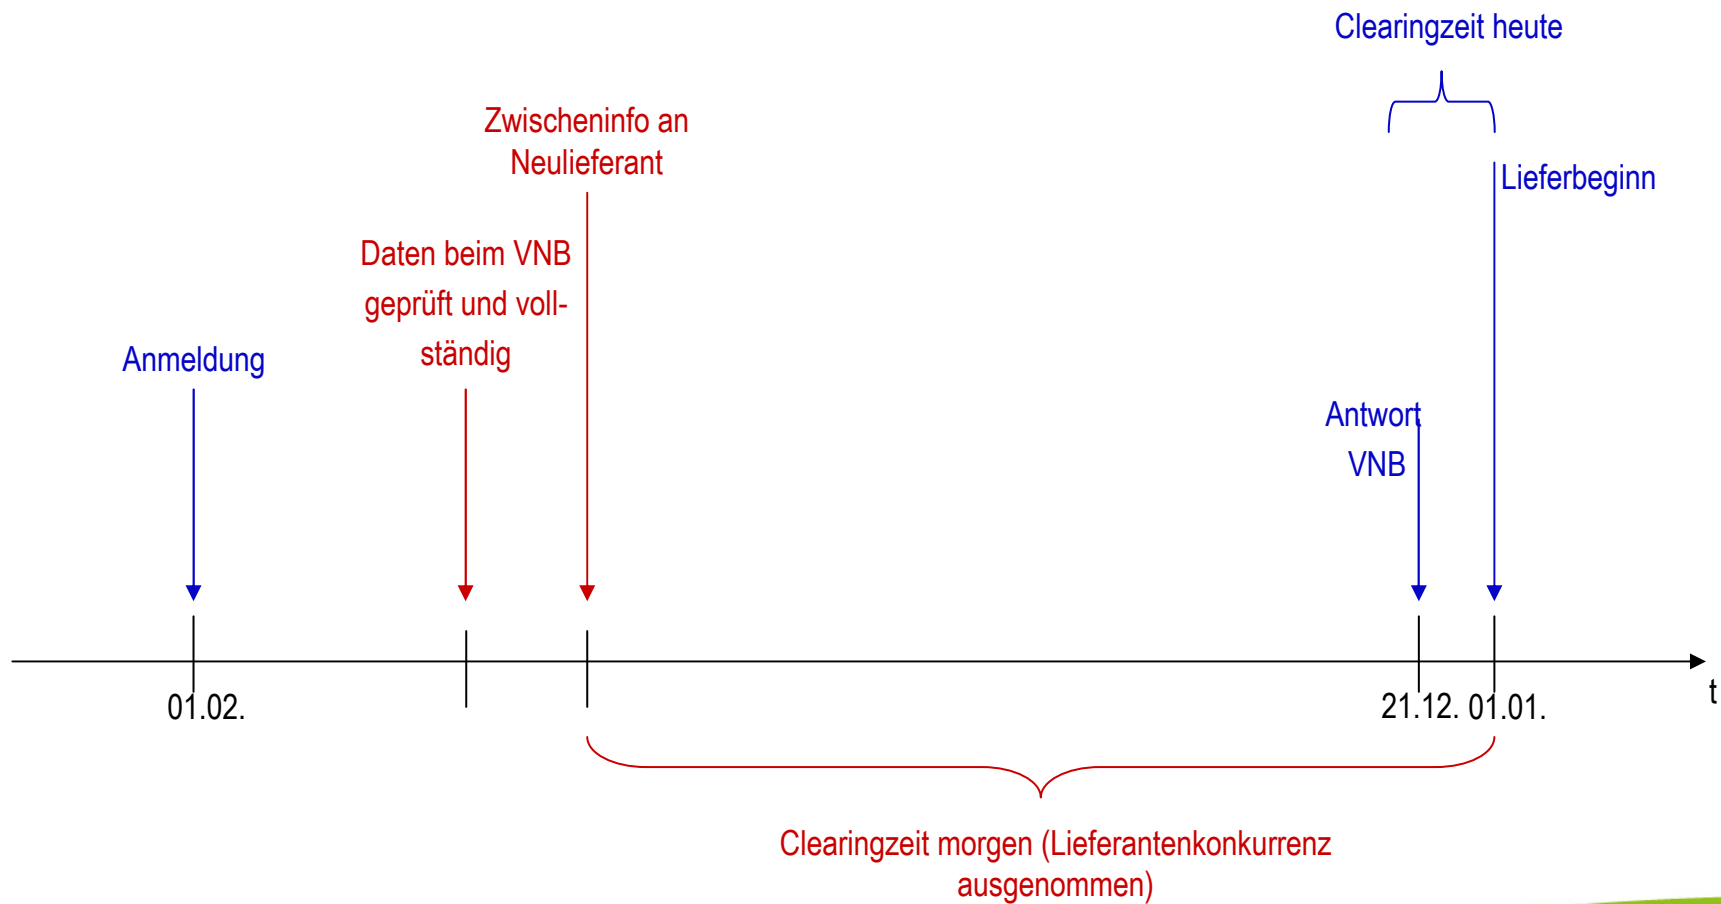 Clearingzeit heute
Zwischeninfo an
Neulieferant
Lieferbeginn
Daten beim VNB
geprüft und voll-
ständig
Anmeldung
Antwort
VNB
01.02.
21.12.
01.01.
t
Clearingzeit morgen (Lieferantenkonkurrenz
ausgenommen)